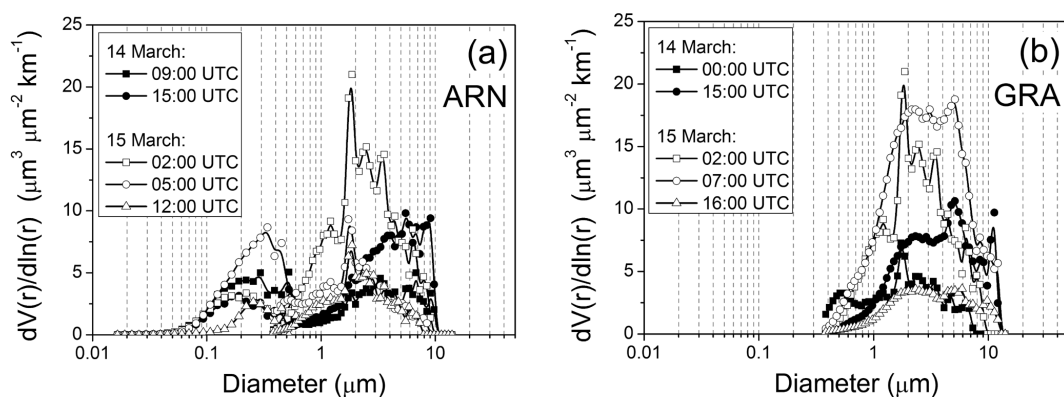 dV(r)/dln(r) (μm³ μm⁻² km⁻¹)
25
20
15
10
5
0
14 March:
09:00 UTC
15:00 UTC
15 March:
02:00 UTC
05:00 UTC
12:00 UTC
(a)
ARN
0.01 0.1 1 10
Diameter (μm)
dV(r)/dln(r) (μm³ μm⁻² km⁻¹)
25
20
15
10
5
0
14 March:
00:00 UTC
15:00 UTC
15 March:
02:00 UTC
07:00 UTC
16:00 UTC
(b)
GRA
0.01 0.1 1 10
Diameter (μm)